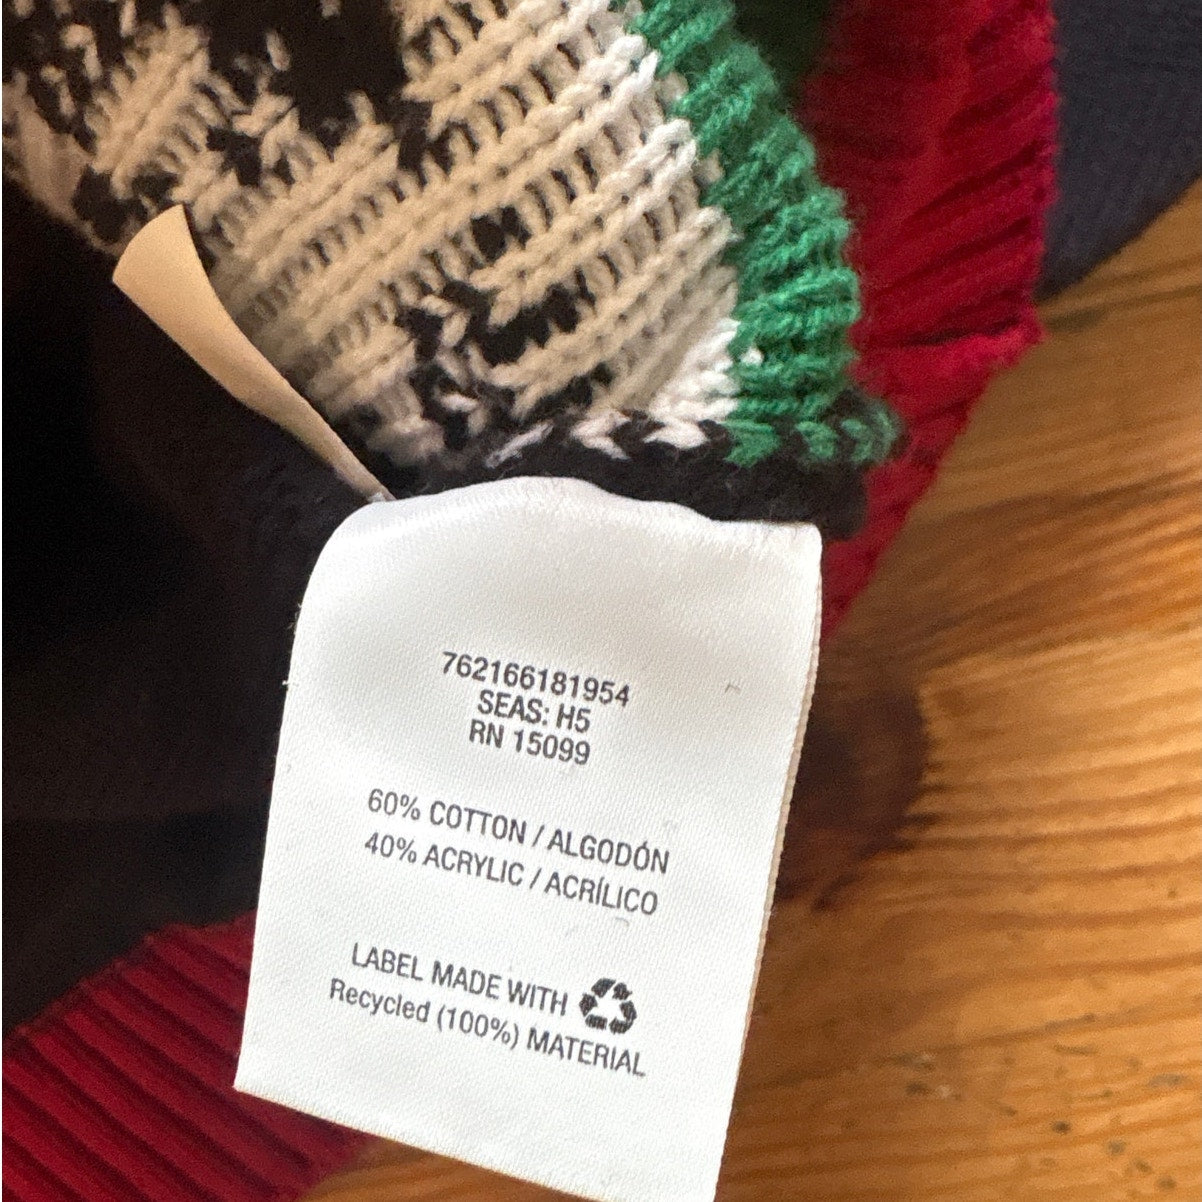 762166181954
SEAS: H5
RN 15099
60% COTTON / ALGODÓN
40% ACRYLIC / ACRÍLICO
LABEL MADE WITH
Recycled (100%) MATERIAL